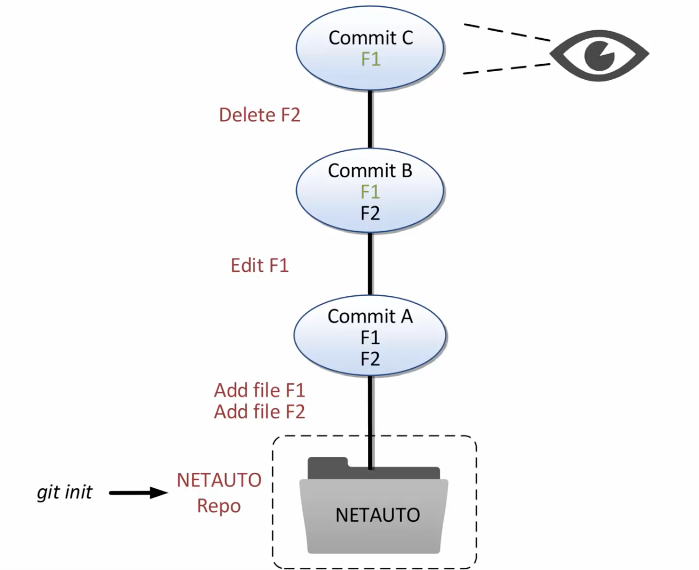 Commit C
F1
Delete F2
Commit B
F1
F2
Edit F1
Commit A
F1
F2
Add file F1
Add file F2
git init
NETAUTO
Repo
NETAUTO